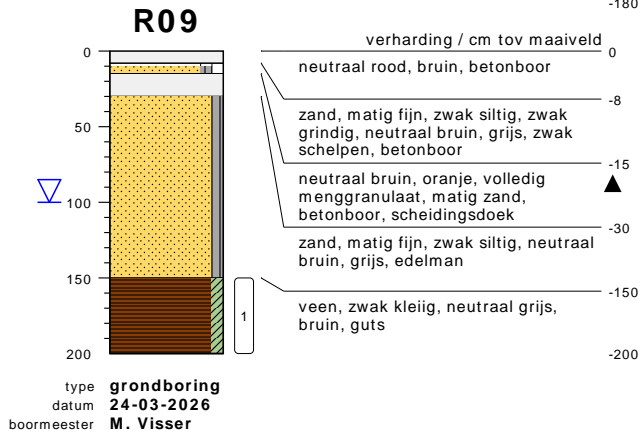 -180
R09
verharding / cm tov maaiveld
0
0
neutraal rood, bruin, betonboor
-8
zand, matig fijn, zwak siltig, zwak
grindig, neutraal bruin, grijs, zwak
schelpen, betonboor
50
-15
neutraal bruin, oranje, volledig
menggranulaat, matig zand,
betonboor, scheidingsdoek
100
-30
zand, matig fijn, zwak siltig, neutraal
bruin, grijs, edelman
150
-150
veen, zwak kleiig, neutraal grijs,
bruin, guts
1
200
-200
type grondboring
datum 24-03-2026
boormeester M. Visser